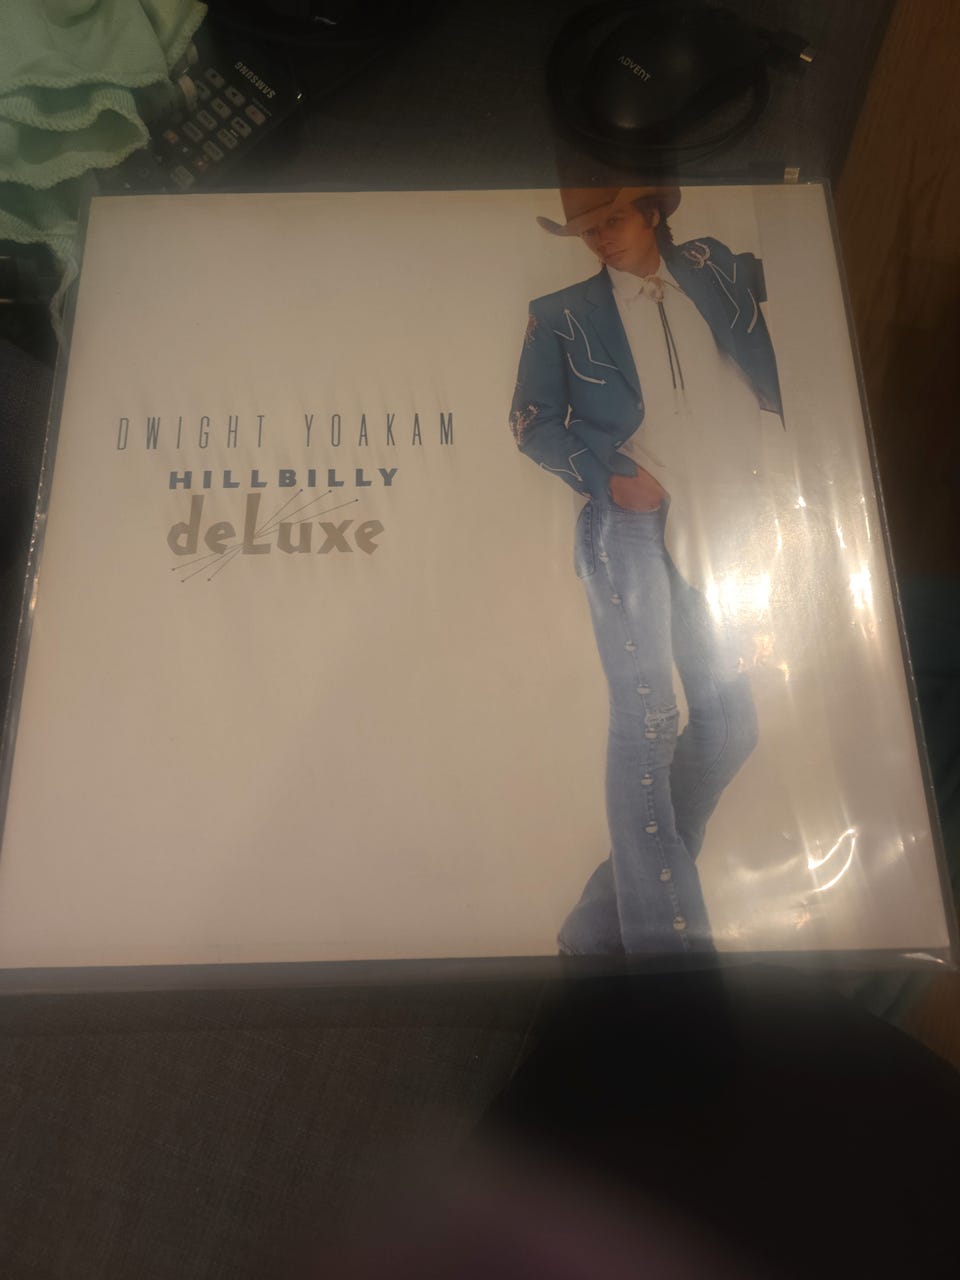 SAMSUNG
ADVENT
DWIGHT YOAKAM
HILLBILLY
deLuxe